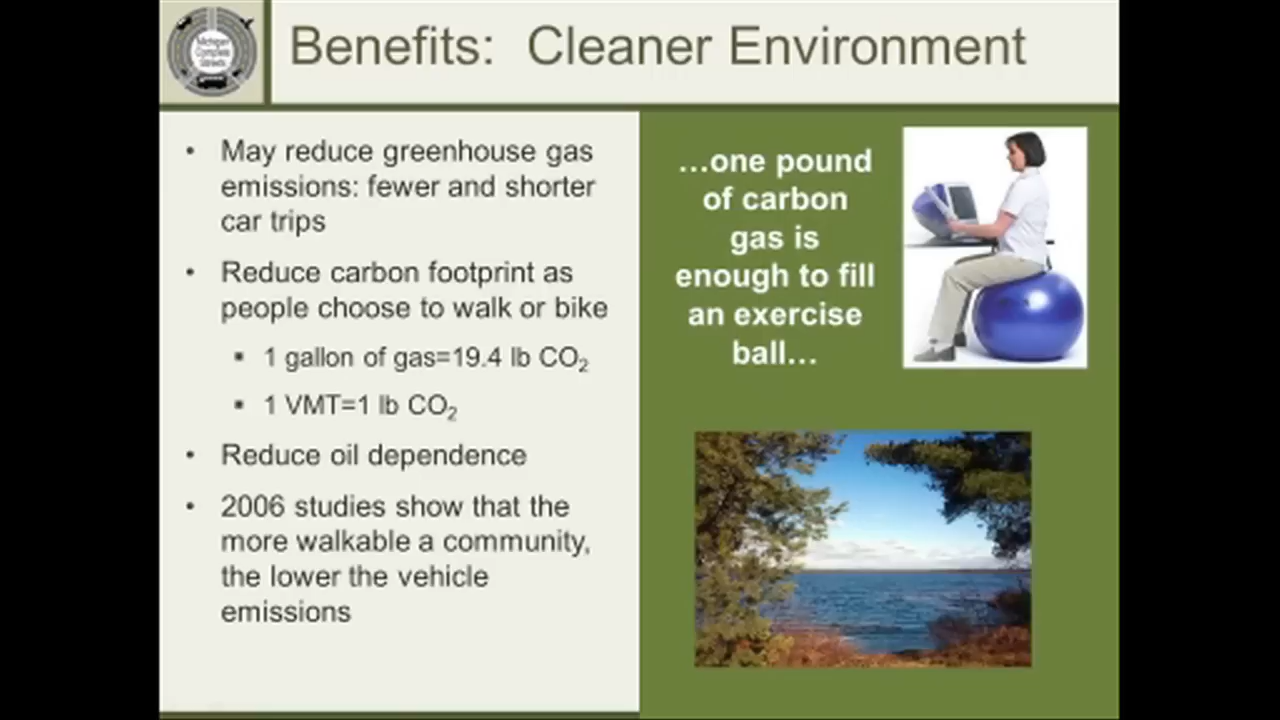 Michigan
Complete
Streets
Benefits: Cleaner Environment
• May reduce greenhouse gas
emissions: fewer and shorter
car trips
• Reduce carbon footprint as
people choose to walk or bike
▪ 1 gallon of gas=19.4 lb CO₂
▪ 1 VMT=1 lb CO₂
• Reduce oil dependence
• 2006 studies show that the
more walkable a community,
the lower the vehicle
emissions
…one pound
of carbon
gas is
enough to fill
an exercise
ball…